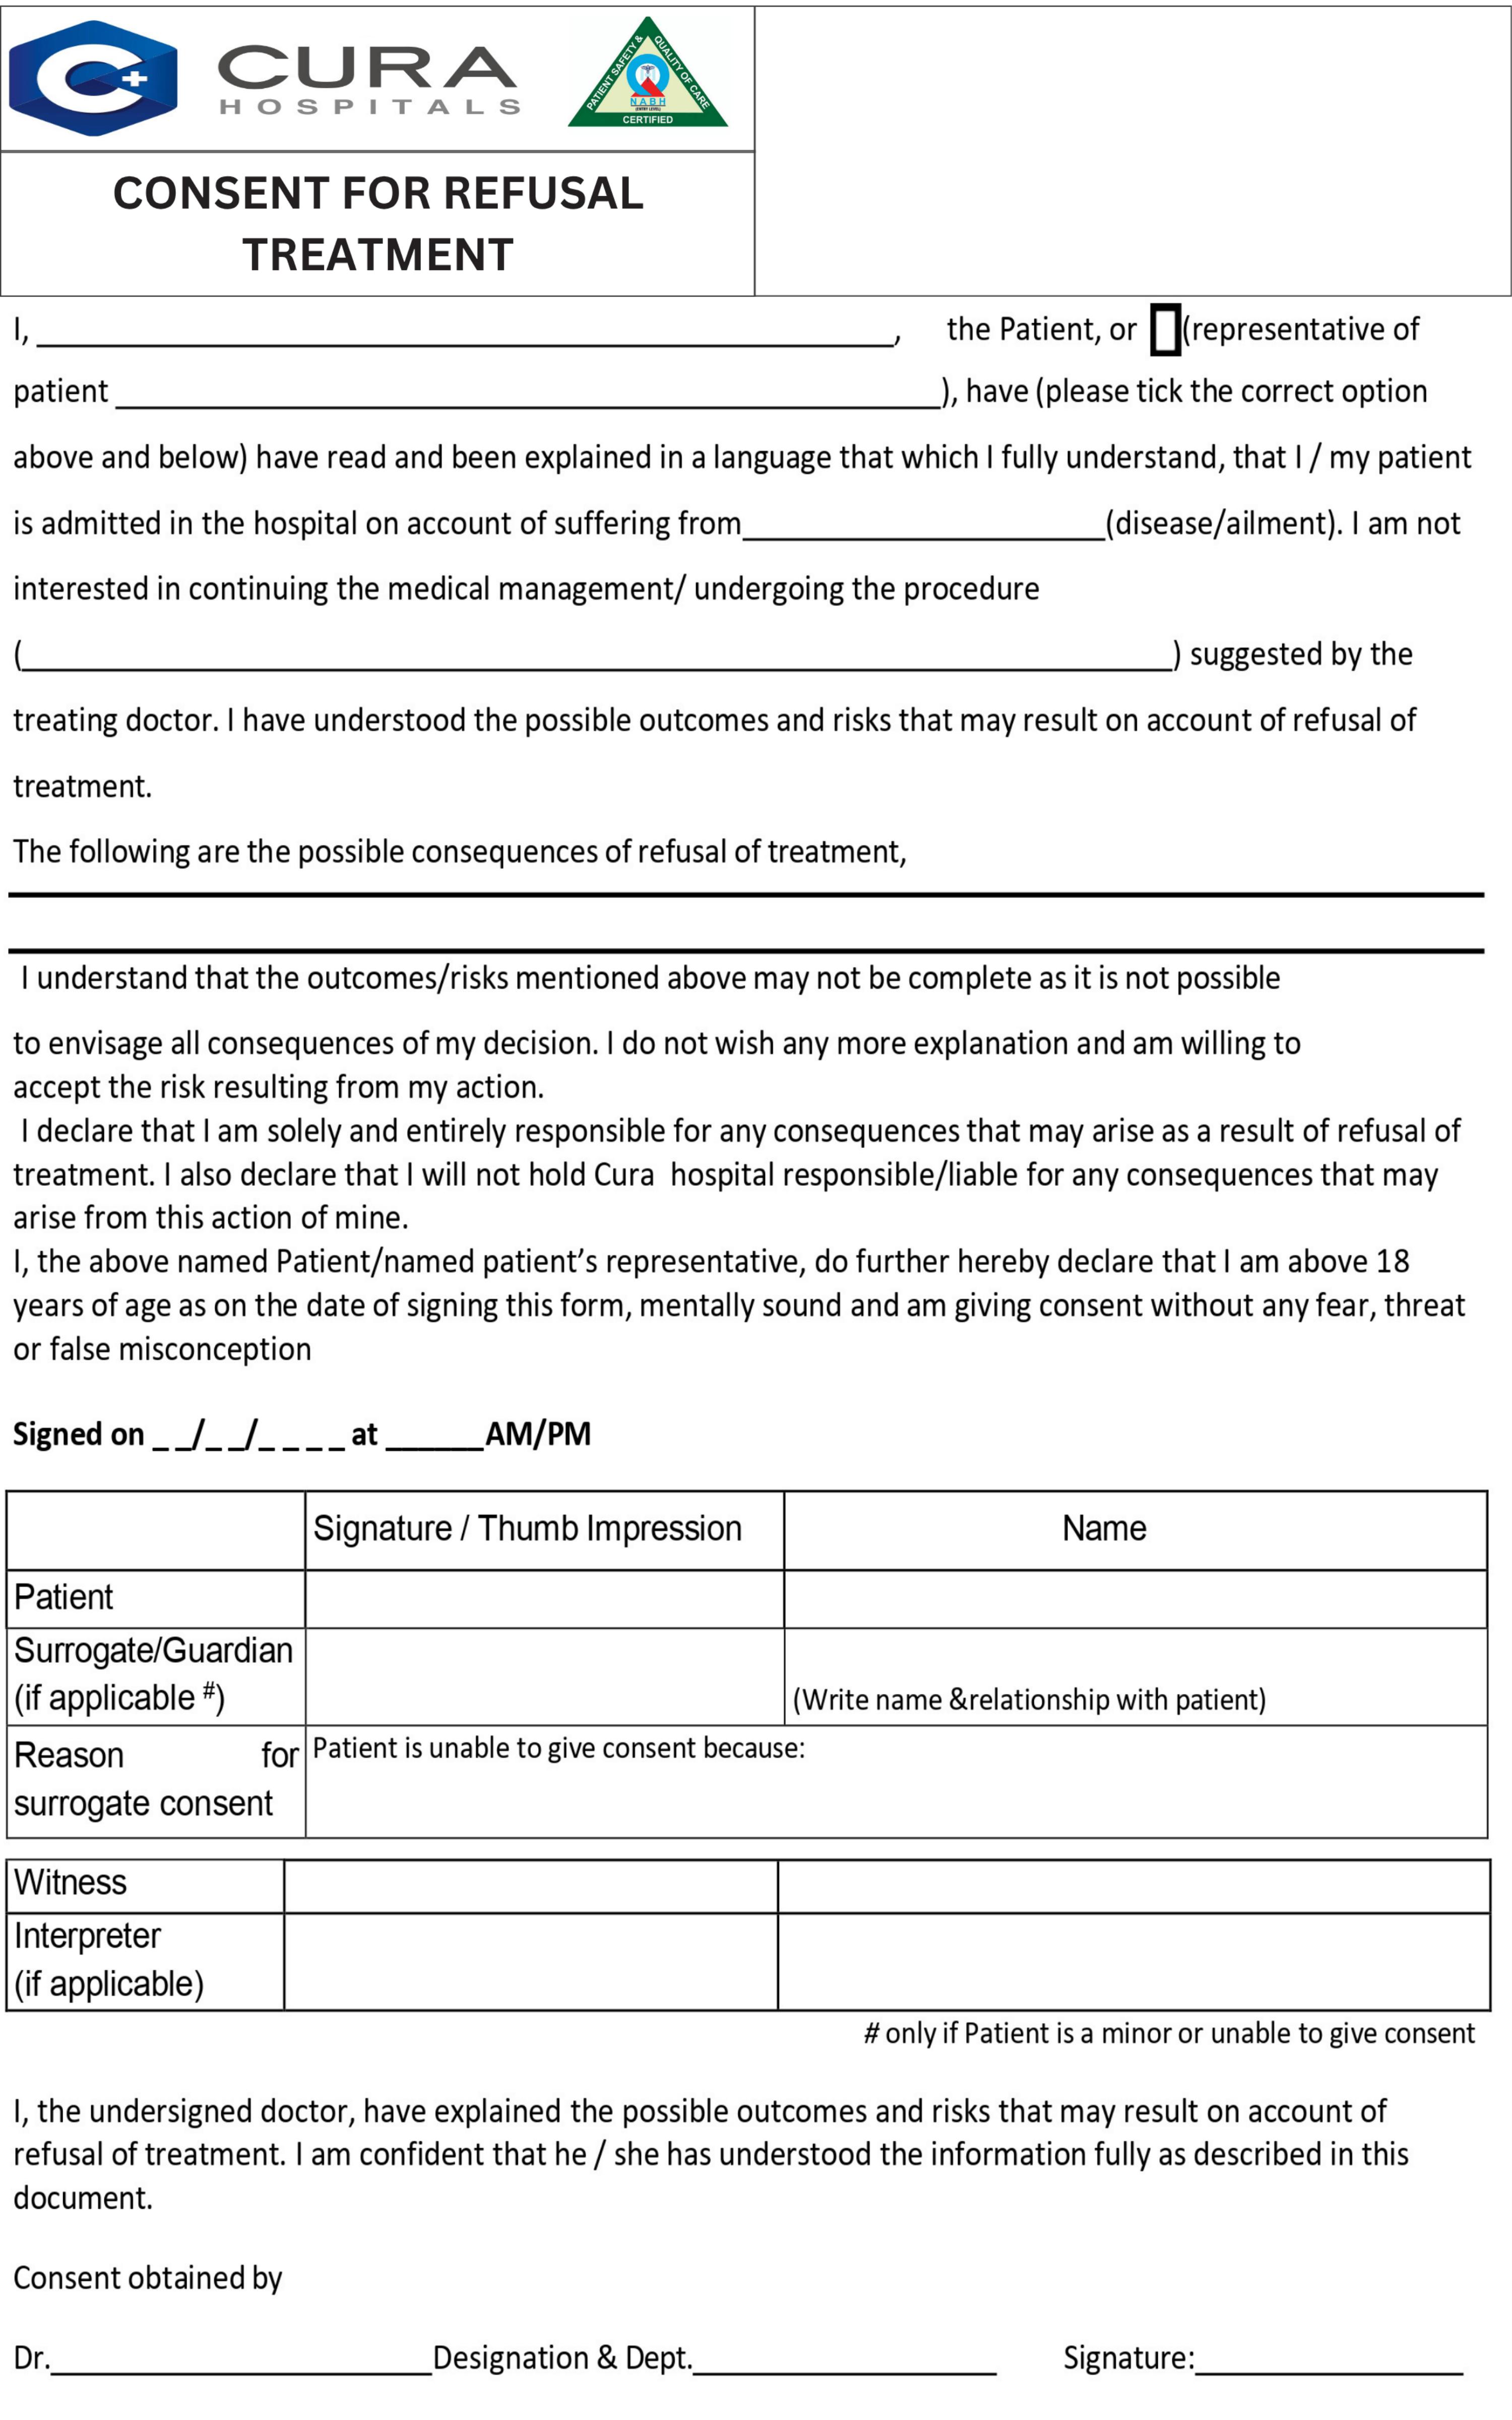 CURA
HOSPITALS
PATIENT SAFETY & QUALITY OF CARE
NABH
(ENTRY LEVEL)
CERTIFIED
CONSENT FOR REFUSAL
TREATMENT
I, ______________________________, the Patient, or (representative of
patient ______________________________), have (please tick the correct option
above and below) have read and been explained in a language that which I fully understand, that I / my patient
is admitted in the hospital on account of suffering from____________________(disease/ailment). I am not
interested in continuing the medical management/ undergoing the procedure
(________________________________________) suggested by the
treating doctor. I have understood the possible outcomes and risks that may result on account of refusal of
treatment.
The following are the possible consequences of refusal of treatment,
I understand that the outcomes/risks mentioned above may not be complete as it is not possible
to envisage all consequences of my decision. I do not wish any more explanation and am willing to
accept the risk resulting from my action.
I declare that I am solely and entirely responsible for any consequences that may arise as a result of refusal of
treatment. I also declare that I will not hold Cura hospital responsible/liable for any consequences that may
arise from this action of mine.
I, the above named Patient/named patient’s representative, do further hereby declare that I am above 18
years of age as on the date of signing this form, mentally sound and am giving consent without any fear, threat
or false misconception
Signed on _ _/_ _/_ _ _ _ at ______AM/PM
Signature / Thumb Impression Name
Patient
Surrogate/Guardian
(if applicable #) (Write name &relationship with patient)
Reason for Patient is unable to give consent because:
surrogate consent
Witness
Interpreter
(if applicable)
# only if Patient is a minor or unable to give consent
I, the undersigned doctor, have explained the possible outcomes and risks that may result on account of
refusal of treatment. I am confident that he / she has understood the information fully as described in this
document.
Consent obtained by
Dr.____________________Designation & Dept.________________ Signature:______________